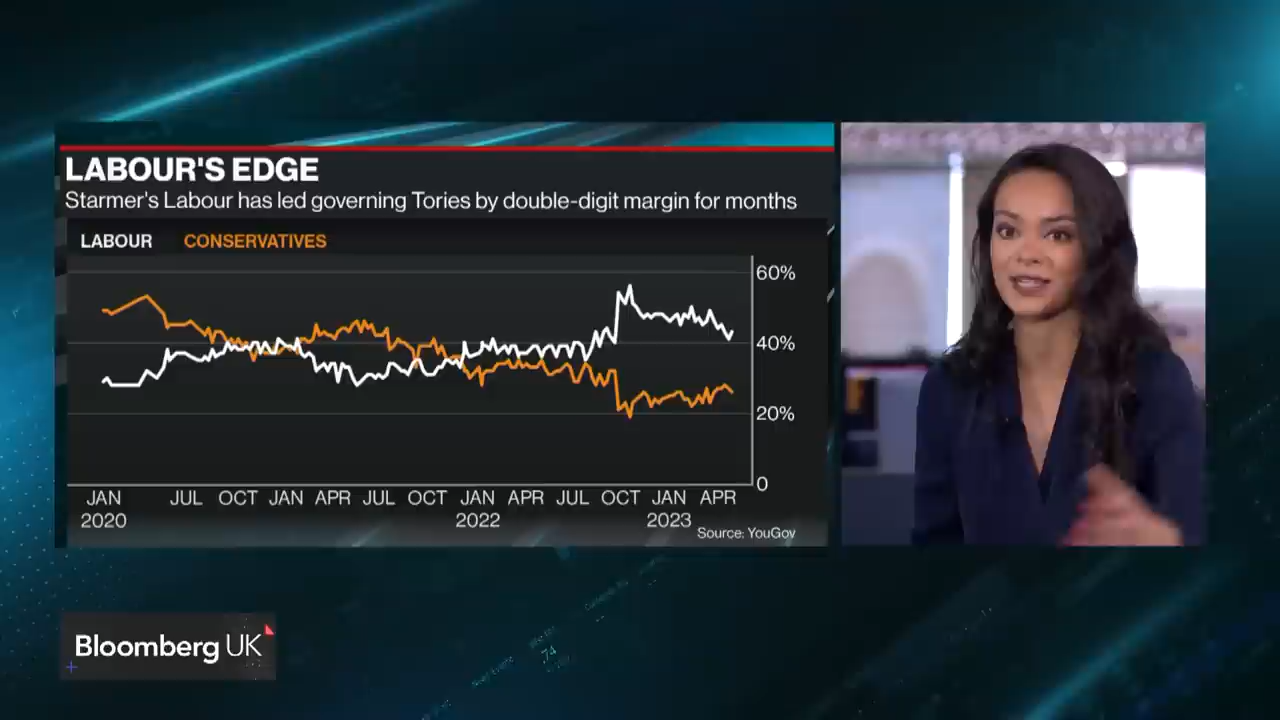 LABOUR'S EDGE
Starmer's Labour has led governing Tories by double-digit margin for months
LABOUR CONSERVATIVES
60%
40%
20%
0
JAN JUL OCT JAN APR JUL OCT JAN APR JUL OCT JAN APR
2020 2022 2023
Source: YouGov
Bloomberg UK
74